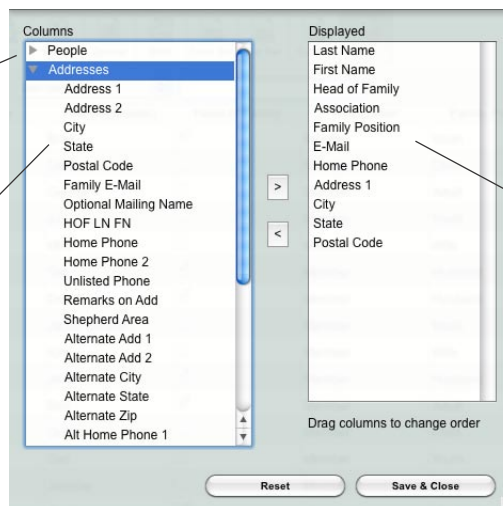 Columns
People
Addresses
Address 1
Address 2
City
State
Postal Code
Family E-Mail
Optional Mailing Name
HOF LN FN
Home Phone
Home Phone 2
Unlisted Phone
Remarks on Add
Shepherd Area
Alternate Add 1
Alternate Add 2
Alternate City
Alternate State
Alternate Zip
Alt Home Phone 1
>
<
Displayed
Last Name
First Name
Head of Family
Association
Family Position
E-Mail
Home Phone
Address 1
City
State
Postal Code
Drag columns to change order
Reset
Save & Close